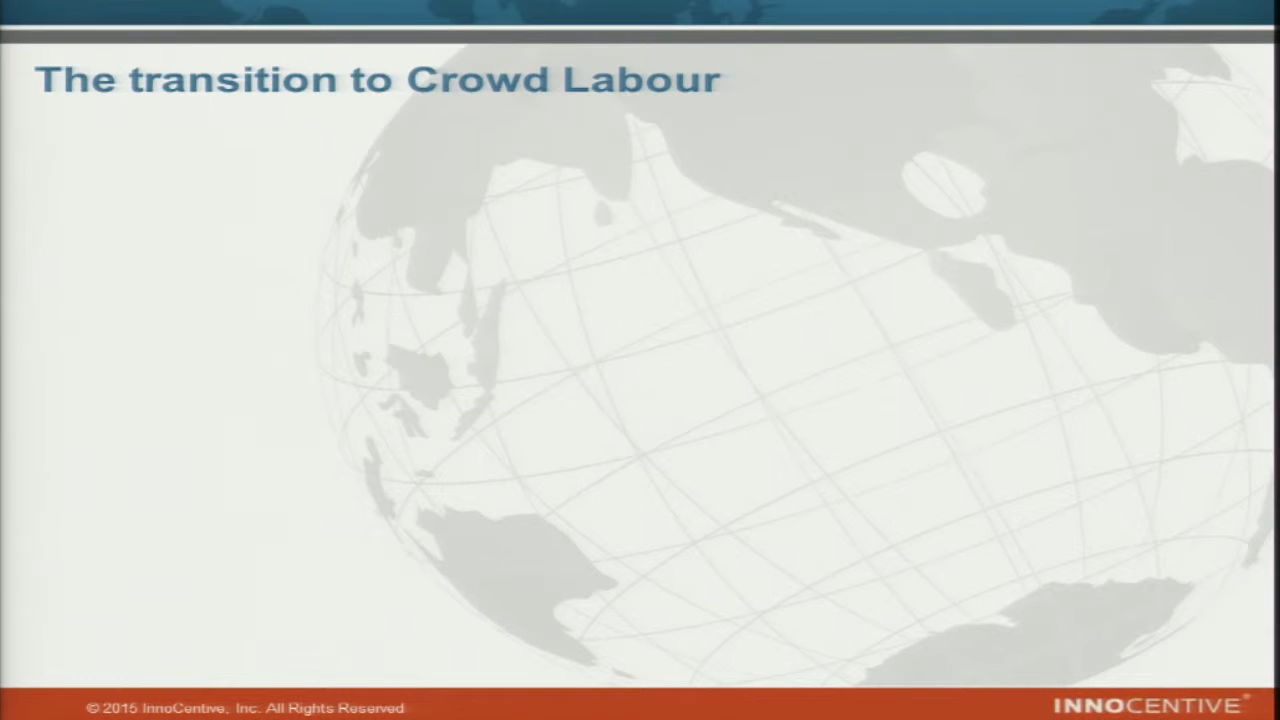 The transition to Crowd Labour
© 2015 InnoCentive, Inc. All Rights Reserved
INNOCENTIVE®